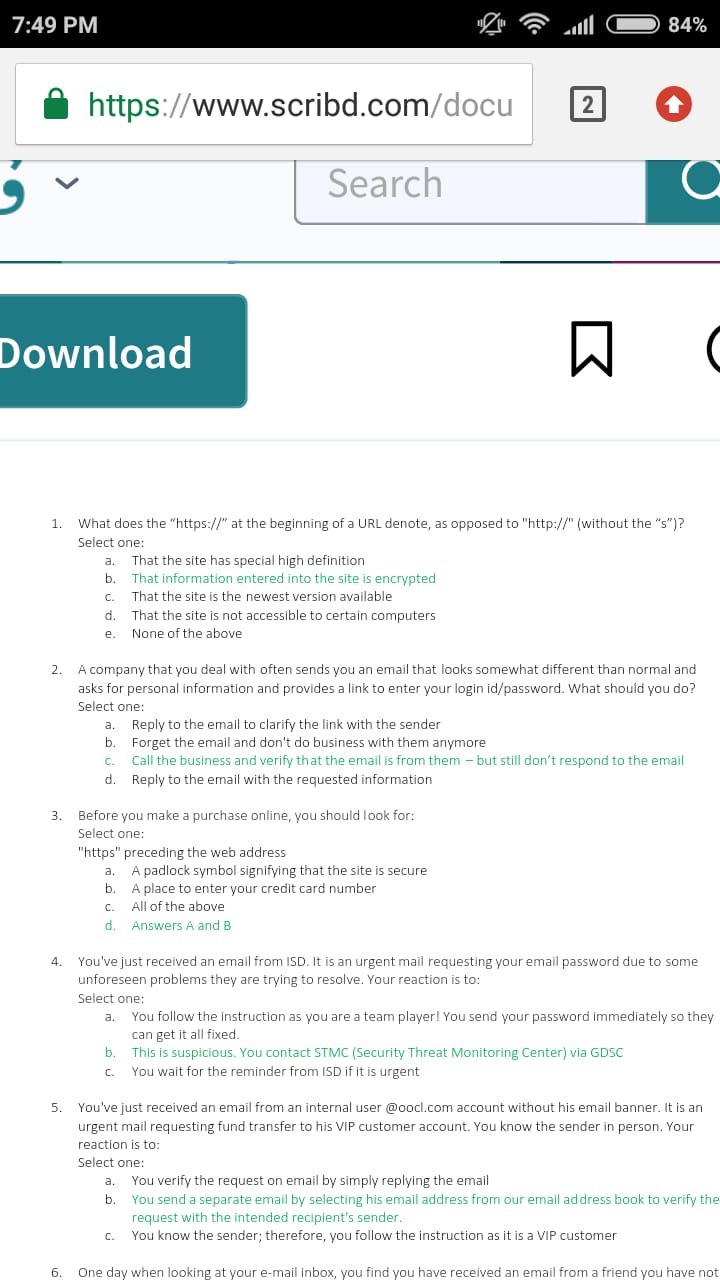 7:49 PM
84%
https://www.scribd.com/docu
2
Search
Download
1. What does the “https://” at the beginning of a URL denote, as opposed to "http://" (without the “s”)?
Select one:
a. That the site has special high definition
b. That information entered into the site is encrypted
c. That the site is the newest version available
d. That the site is not accessible to certain computers
e. None of the above
2. A company that you deal with often sends you an email that looks somewhat different than normal and
asks for personal information and provides a link to enter your login id/password. What should you do?
Select one:
a. Reply to the email to clarify the link with the sender
b. Forget the email and don't do business with them anymore
c. Call the business and verify that the email is from them – but still don’t respond to the email
d. Reply to the email with the requested information
3. Before you make a purchase online, you should look for:
Select one:
"https" preceding the web address
a. A padlock symbol signifying that the site is secure
b. A place to enter your credit card number
c. All of the above
d. Answers A and B
4. You've just received an email from ISD. It is an urgent mail requesting your email password due to some
unforeseen problems they are trying to resolve. Your reaction is to:
Select one:
a. You follow the instruction as you are a team player! You send your password immediately so they
can get it all fixed.
b. This is suspicious. You contact STMC (Security Threat Monitoring Center) via GDSC
c. You wait for the reminder from ISD if it is urgent
5. You've just received an email from an internal user @oocl.com account without his email banner. It is an
urgent mail requesting fund transfer to his VIP customer account. You know the sender in person. Your
reaction is to:
Select one:
a. You verify the request on email by simply replying the email
b. You send a separate email by selecting his email address from our email address book to verify the
request with the intended recipient's sender.
c. You know the sender; therefore, you follow the instruction as it is a VIP customer
6. One day when looking at your e-mail inbox, you find you have received an email from a friend you have not